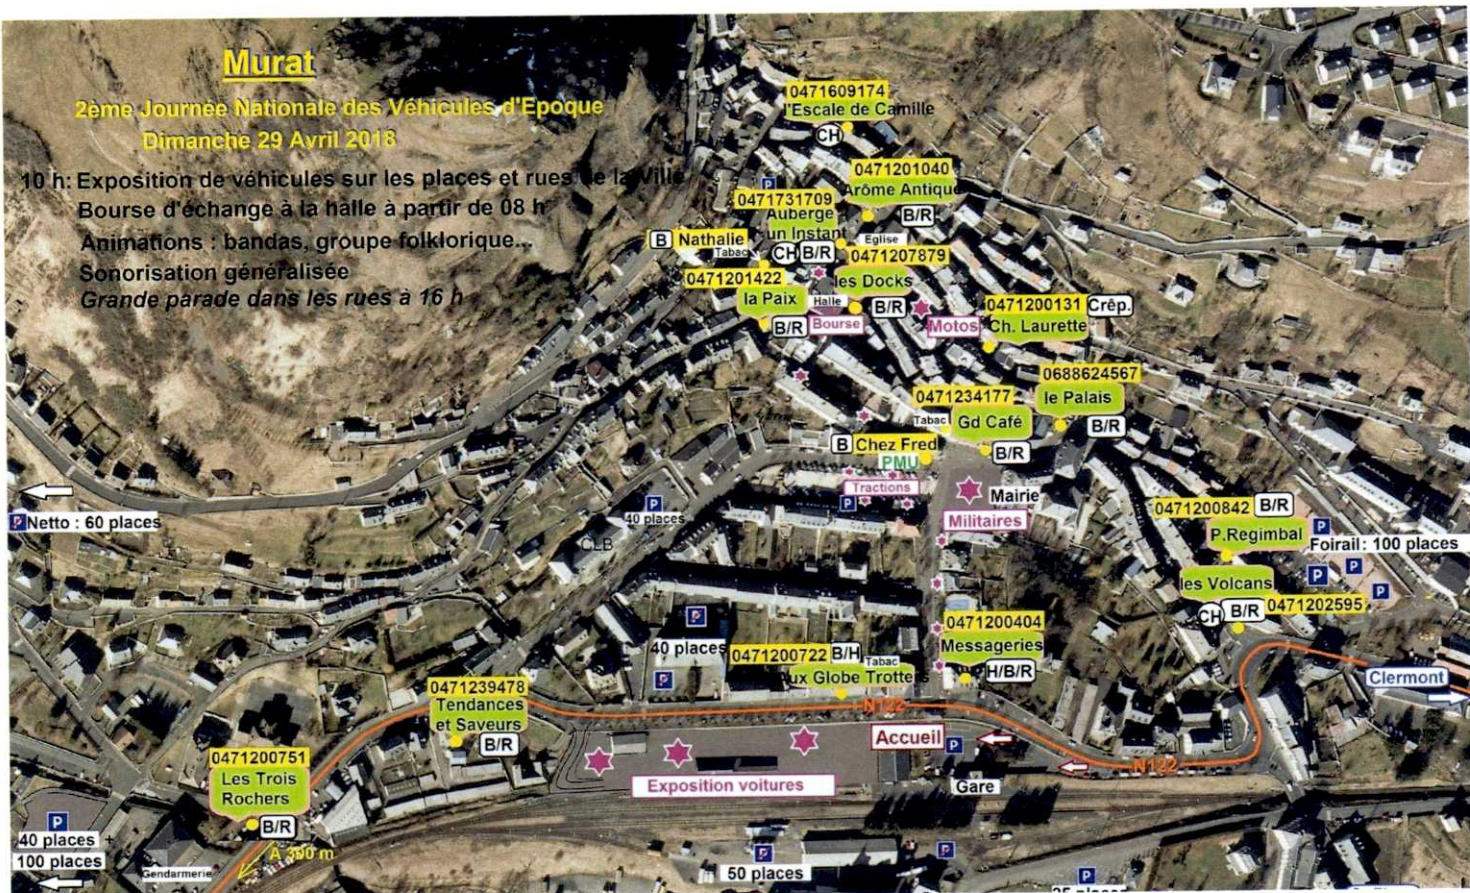 Murat
2ème Journée Nationale des Véhicules d'Epoque
Dimanche 29 Avril 2018
10 h: Exposition de véhicules sur les places et rues de la Ville
Bourse d'échange à la halle à partir de 08 h
Animations : bandas, groupe folklorique...
Sonorisation généralisée
Grande parade dans les rues à 16 h
0471609174
l'Escale de Camille
CH
P
0471201040
Arôme Antique
B/R
0471731709
Auberge
un Instant
CH B/R
Eglise
B Nathalie
Tabac
0471207879
les Docks
B/R
0471201422
la Paix
B/R
Halle
Bourse
Motos
0471200131 Crêp.
Ch. Laurette
0688624567
le Palais
B/R
0471234177
Tabac
Gd Café
B/R
B Chez Fred
PMU
Tractions
P
Mairie
Militaires
P
40 places
CLB
P Netto : 60 places
0471200842 B/R
P.Regimbal
P
Foirail: 100 places
P P P
les Volcans
CH B/R 0471202595
P
40 places
P
0471200404
Messageries
H/B/R
0471200722 B/H
Tabac
Aux Globe Trotters
Clermont
N122
N122
0471239478
Tendances
et Saveurs
B/R
Accueil
P
Gare
Exposition voitures
0471200751
Les Trois
Rochers
B/R
A 300 m
Gendarmerie
P
40 places +
100 places
P
50 places
P
P